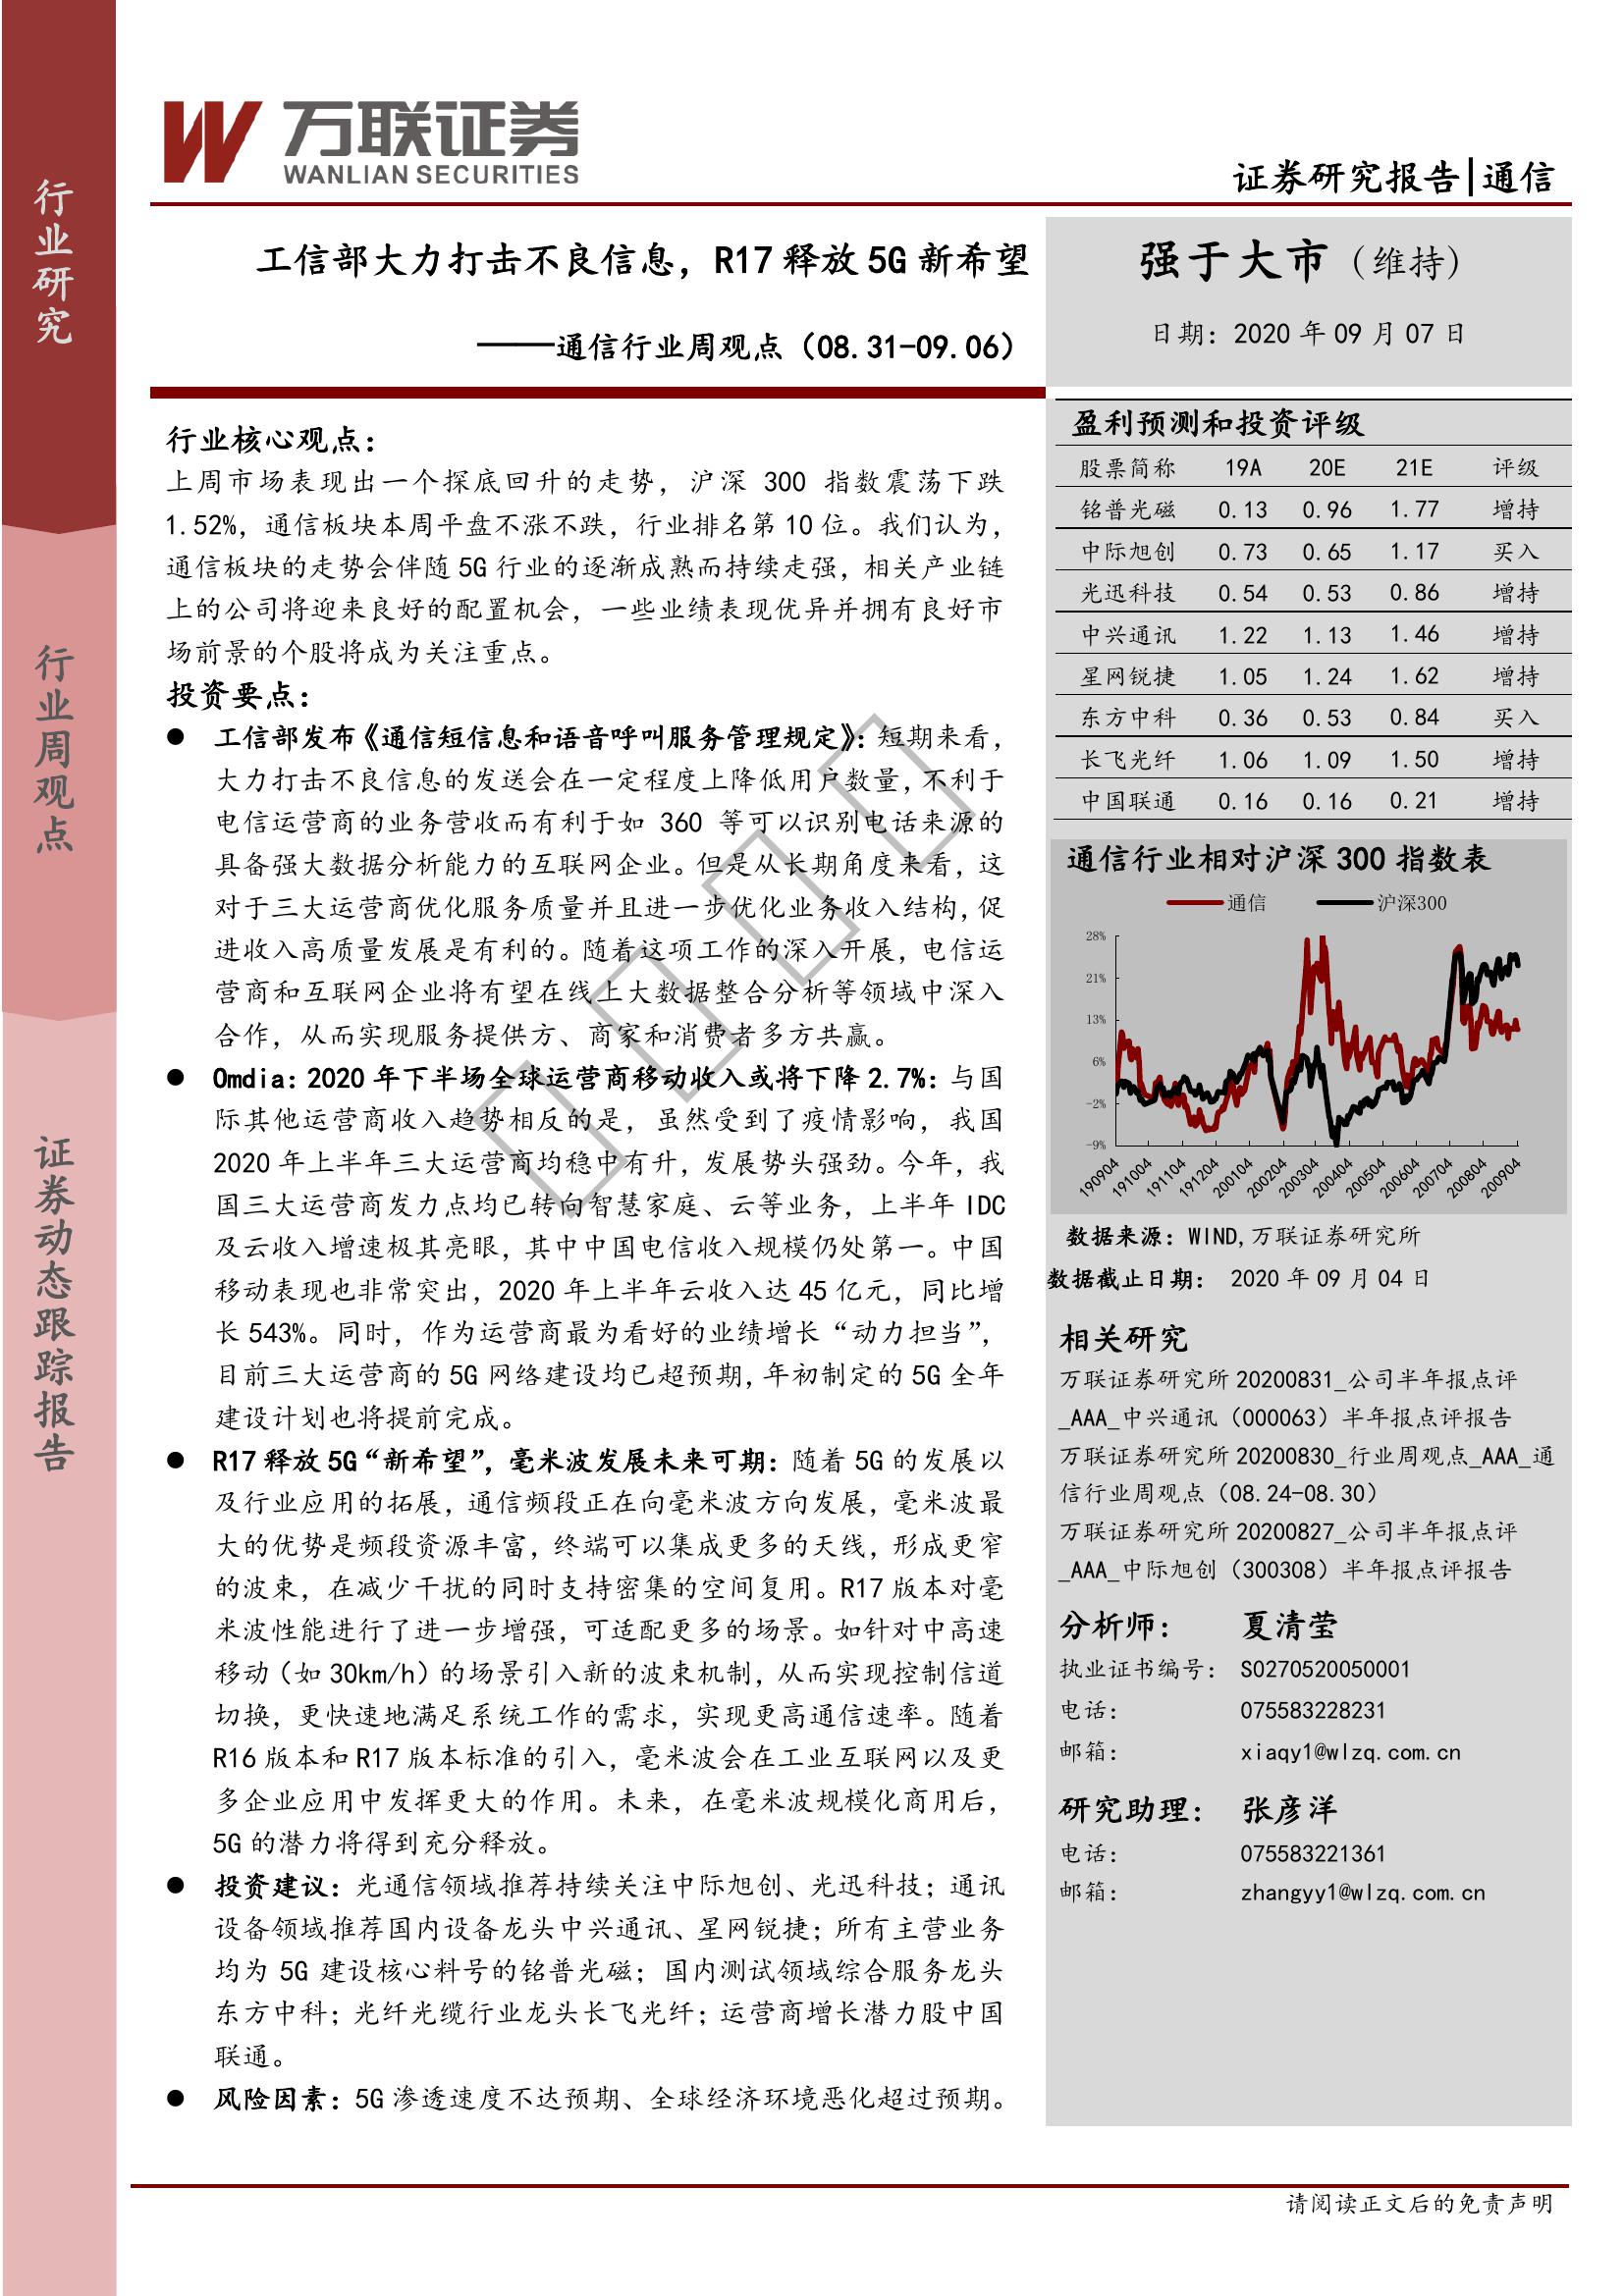 行业研究
行业周观点
证券动态跟踪报告
万联证券
WANLIAN SECURITIES
证券研究报告|通信
工信部大力打击不良信息，R17 释放 5G 新希望
——通信行业周观点（08.31-09.06）
强于大市（维持）
日期：2020 年 09 月 07 日
行业核心观点：
上周市场表现出一个探底回升的走势，沪深 300 指数震荡下跌
1.52%，通信板块本周平盘不涨不跌，行业排名第 10 位。我们认为，
通信板块的走势会伴随 5G 行业的逐渐成熟而持续走强，相关产业链
上的公司将迎来良好的配置机会，一些业绩表现优异并拥有良好市
场前景的个股将成为关注重点。
投资要点：
● 工信部发布《通信短信息和语音呼叫服务管理规定》：短期来看，
大力打击不良信息的发送会在一定程度上降低用户数量，不利于
电信运营商的业务营收而有利于如 360 等可以识别电话来源的
具备强大数据分析能力的互联网企业。但是从长期角度来看，这
对于三大运营商优化服务质量并且进一步优化业务收入结构，促
进收入高质量发展是有利的。随着这项工作的深入开展，电信运
营商和互联网企业将有望在线上大数据整合分析等领域中深入
合作，从而实现服务提供方、商家和消费者多方共赢。
● Omdia：2020 年下半场全球运营商移动收入或将下降 2.7%：与国
际其他运营商收入趋势相反的是，虽然受到了疫情影响，我国
2020 年上半年三大运营商均稳中有升，发展势头强劲。今年，我
国三大运营商发力点均已转向智慧家庭、云等业务，上半年 IDC
及云收入增速极其亮眼，其中中国电信收入规模仍处第一。中国
移动表现也非常突出，2020 年上半年云收入达 45 亿元，同比增
长 543%。同时，作为运营商最为看好的业绩增长“动力担当”，
目前三大运营商的 5G 网络建设均已超预期，年初制定的 5G 全年
建设计划也将提前完成。
● R17 释放 5G“新希望”，毫米波发展未来可期：随着 5G 的发展以
及行业应用的拓展，通信频段正在向毫米波方向发展，毫米波最
大的优势是频段资源丰富，终端可以集成更多的天线，形成更窄
的波束，在减少干扰的同时支持密集的空间复用。R17 版本对毫
米波性能进行了进一步增强，可适配更多的场景。如针对中高速
移动（如 30km/h）的场景引入新的波束机制，从而实现控制信道
切换，更快速地满足系统工作的需求，实现更高通信速率。随着
R16 版本和 R17 版本标准的引入，毫米波会在工业互联网以及更
多企业应用中发挥更大的作用。未来，在毫米波规模化商用后，
5G 的潜力将得到充分释放。
● 投资建议：光通信领域推荐持续关注中际旭创、光迅科技；通讯
设备领域推荐国内设备龙头中兴通讯、星网锐捷；所有主营业务
均为 5G 建设核心料号的铭普光磁；国内测试领域综合服务龙头
东方中科；光纤光缆行业龙头长飞光纤；运营商增长潜力股中国
联通。
● 风险因素：5G 渗透速度不达预期、全球经济环境恶化超过预期。
盈利预测和投资评级
股票简称 19A 20E 21E 评级
铭普光磁 0.13 0.96 1.77 增持
中际旭创 0.73 0.65 1.17 买入
光迅科技 0.54 0.53 0.86 增持
中兴通讯 1.22 1.13 1.46 增持
星网锐捷 1.05 1.24 1.62 增持
东方中科 0.36 0.53 0.84 买入
长飞光纤 1.06 1.09 1.50 增持
中国联通 0.16 0.16 0.21 增持
通信行业相对沪深 300 指数表
通信 沪深300
28%
21%
13%
6%
-2%
-9%
190904 191004 191104 191204 200104 200204 200304 200404 200504 200604 200704 200804 200904
数据来源：WIND,万联证券研究所
数据截止日期： 2020 年 09 月 04 日
相关研究
万联证券研究所 20200831_公司半年报点评
_AAA_中兴通讯（000063）半年报点评报告
万联证券研究所 20200830_行业周观点_AAA_通
信行业周观点（08.24-08.30）
万联证券研究所 20200827_公司半年报点评
_AAA_中际旭创（300308）半年报点评报告
分析师： 夏清莹
执业证书编号： S0270520050001
电话： 075583228231
邮箱： xiaqy1@wlzq.com.cn
研究助理： 张彦洋
电话： 075583221361
邮箱： zhangyy1@wlzq.com.cn
请阅读正文后的免责声明